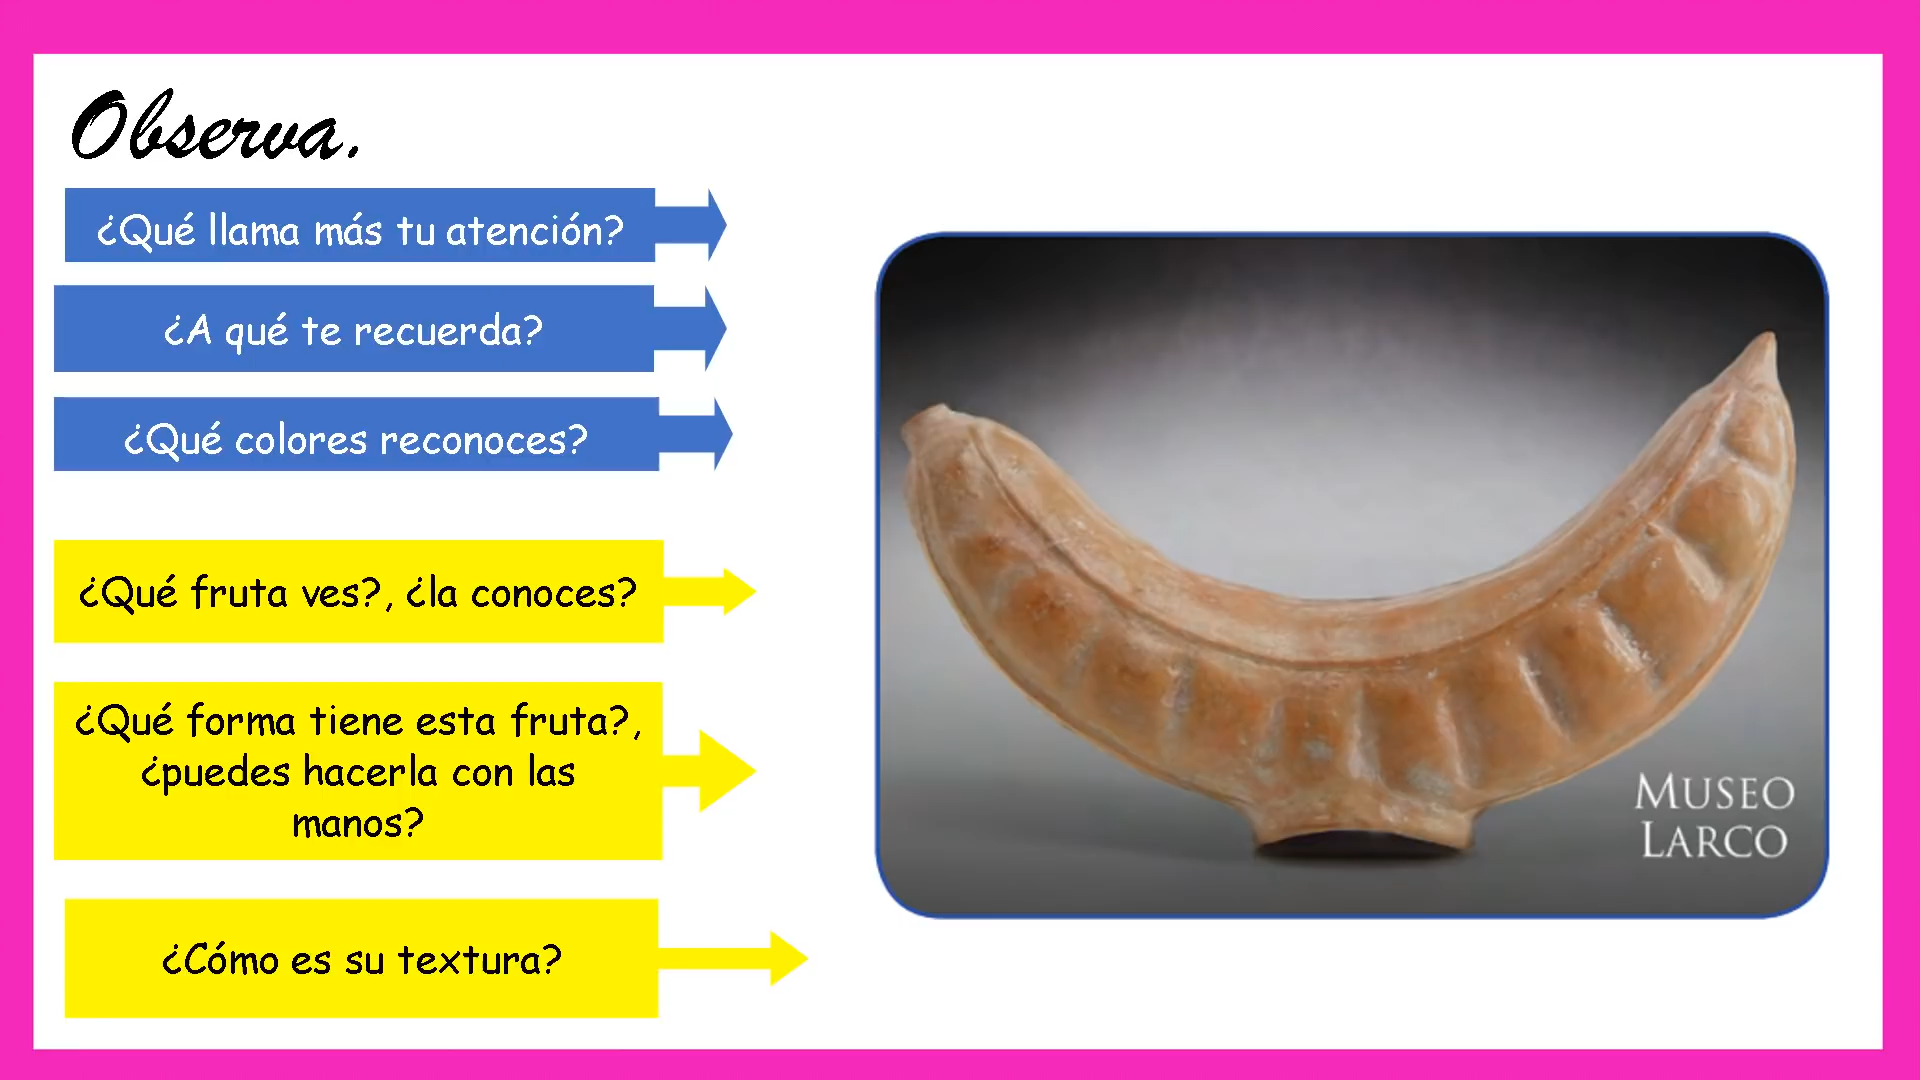 Observa.
¿Qué llama más tu atención?
¿A qué te recuerda?
¿Qué colores reconoces?
¿Qué fruta ves?, ¿la conoces?
¿Qué forma tiene esta fruta?,
¿puedes hacerla con las
manos?
¿Cómo es su textura?
MUSEO
LARCO